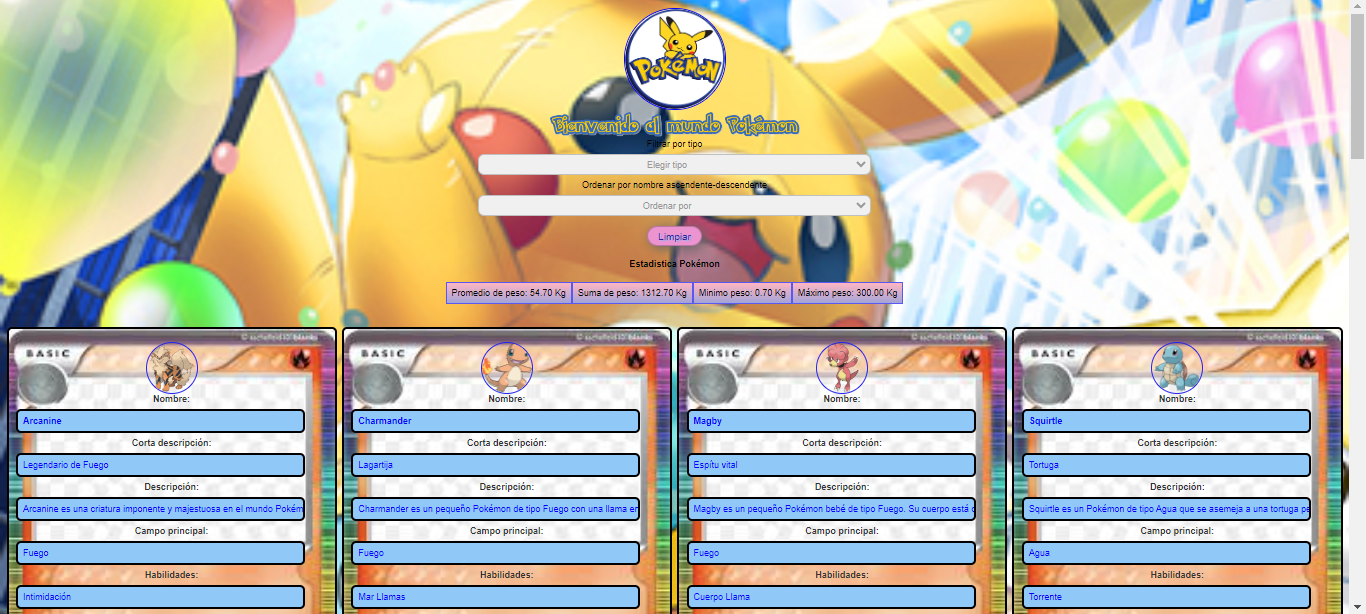 POKéMON
Bienvenido al mundo Pokémon
Filtrar por tipo
Elegir tipo
Ordenar por nombre ascendente-descendente
Ordenar por
Limpiar
Estadistica Pokémon
Promedio de peso: 54.70 Kg Suma de peso: 1312.70 Kg Minimo peso: 0.70 Kg Máximo peso: 300.00 Kg
BASIC BASIC BASIC BASIC
Nombre: Nombre: Nombre: Nombre:
Arcanine Charmander Magby Squirtle
Corta descripción: Corta descripción: Corta descripción: Corta descripción:
Legendario de Fuego Lagartija Espítu vital Tortuga
Descripción: Descripción: Descripción: Descripción:
Arcanine es una criatura imponente y majestuosa en el mundo Pokém Charmander es un pequeño Pokémon de tipo Fuego con una llama en Magby es un pequeño Pokémon bebé de tipo Fuego. Su cuerpo está Squirtle es un Pokémon de tipo Agua que se asemeja a una tortuga pe
Campo principal: Campo principal: Campo principal: Campo principal:
Fuego Fuego Fuego Agua
Habilidades: Habilidades: Habilidades: Habilidades:
Intimidación Mar Llamas Cuerpo Llama Torrente